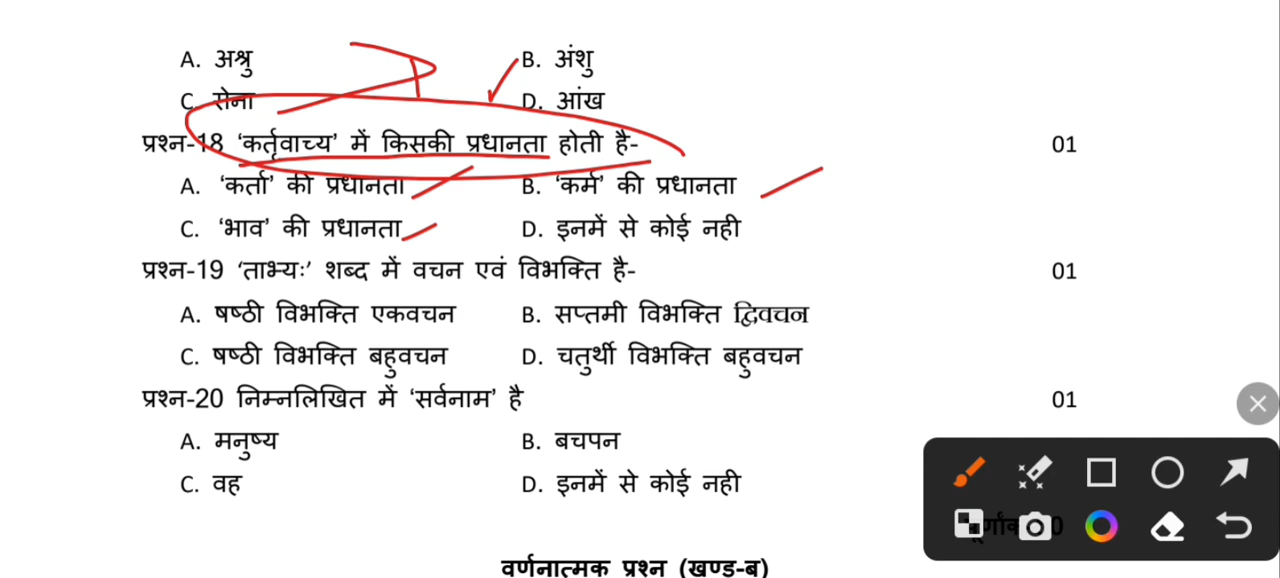 A. अश्रु B. अंशु
C. सेना D. आंख
प्रश्न-18 ‘कर्तृवाच्य’ में किसकी प्रधानता होती है- 01
A. ‘कर्ता’ की प्रधानता B. ‘कर्म’ की प्रधानता
C. ‘भाव’ की प्रधानता D. इनमें से कोई नही
प्रश्न-19 ‘ताभ्यः’ शब्द में वचन एवं विभक्ति है- 01
A. षष्ठी विभक्ति एकवचन B. सप्तमी विभक्ति द्विवचन
C. षष्ठी विभक्ति बहुवचन D. चतुर्थी विभक्ति बहुवचन
प्रश्न-20 निम्नलिखित में ‘सर्वनाम’ है 01
A. मनुष्य B. बचपन
C. वह D. इनमें से कोई नही
वर्णनात्मक प्रश्न (खण्ड-ब)